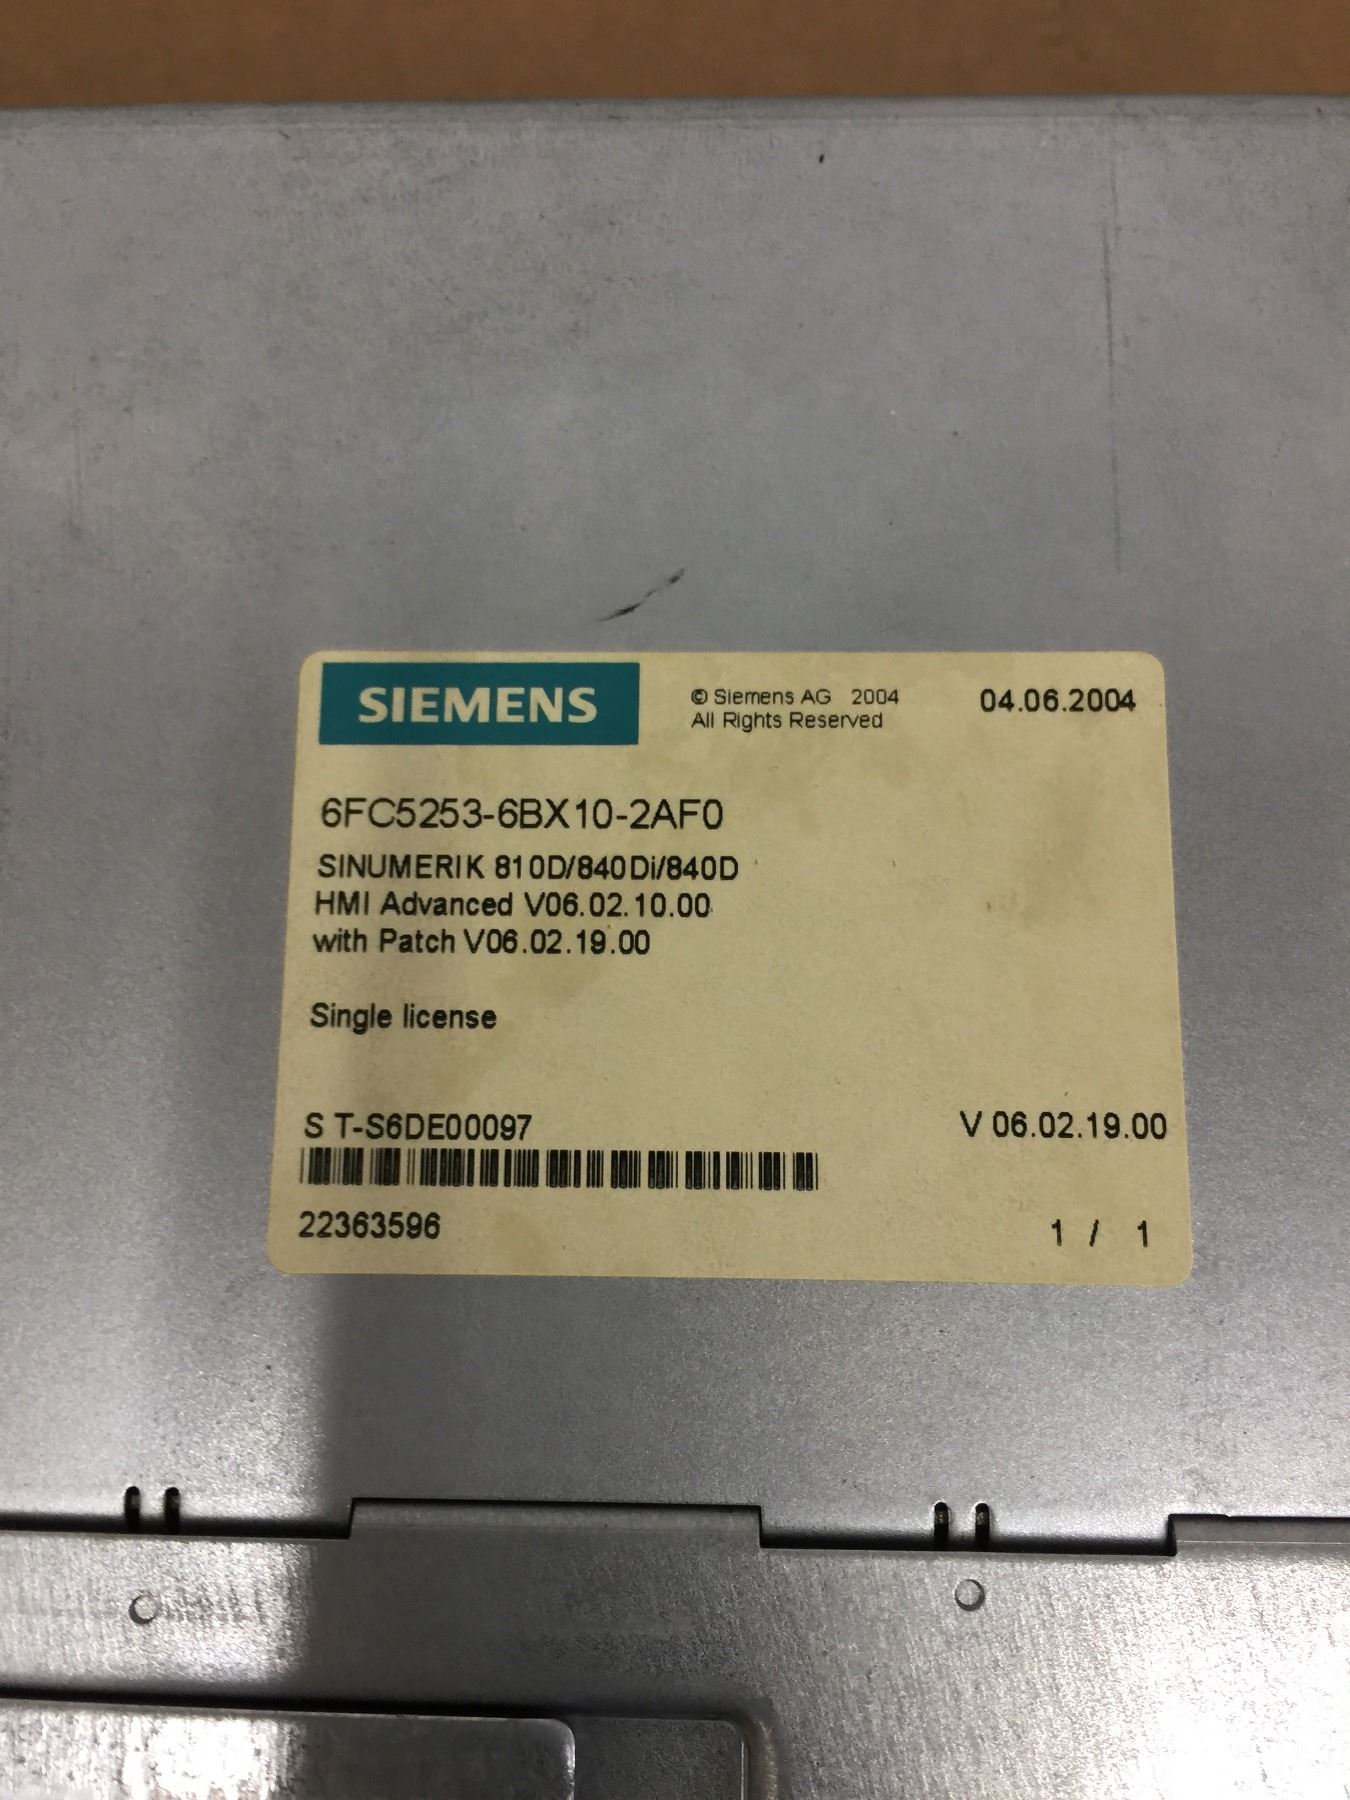 SIEMENS
© Siemens AG 2004
All Rights Reserved
04.06.2004
6FC5253-6BX10-2AF0
SINUMERIK 810D/840Di/840D
HMI Advanced V06.02.10.00
with Patch V06.02.19.00
Single license
S T-S6DE00097
V 06.02.19.00
22363596
1 / 1